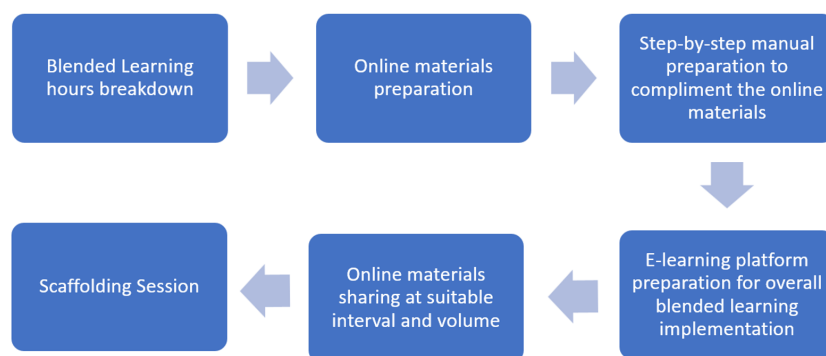 Blended Learning
hours breakdown
Online materials
preparation
Step-by-step manual
preparation to
compliment the online
materials
E-learning platform
preparation for overall
blended learning
implementation
Online materials
sharing at suitable
interval and volume
Scaffolding Session